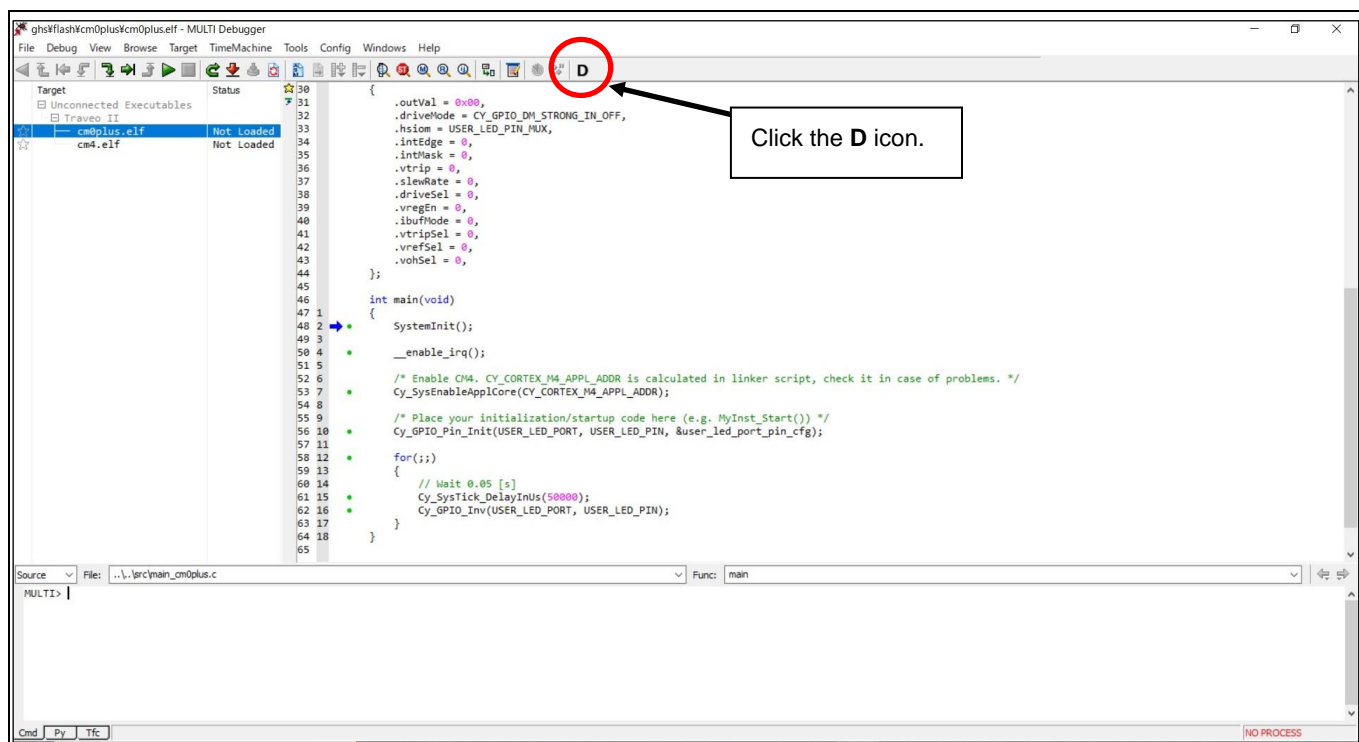 ghs¥flash¥cm0plus¥cm0plus.elf - MULTI Debugger
File Debug View Browse Target TimeMachine Tools Config Windows Help
D
Click the D icon.
Target Status
Unconnected Executables
Traveo II
cm0plus.elf Not Loaded
cm4.elf Not Loaded
30 {
31 .outVal = 0x00,
32 .driveMode = CY_GPIO_DM_STRONG_IN_OFF,
33 .hsiom = USER_LED_PIN_MUX,
34 .intEdge = 0,
35 .intMask = 0,
36 .vtrip = 0,
37 .slewRate = 0,
38 .driveSel = 0,
39 .vregEn = 0,
40 .ibufMode = 0,
41 .vtripSel = 0,
42 .vrefSel = 0,
43 .vohSel = 0,
44 };
45
46 int main(void)
47 1 {
48 2 SystemInit();
49 3
50 4 __enable_irq();
51 5
52 6 /* Enable CM4. CY_CORTEX_M4_APPL_ADDR is calculated in linker script, check it in case of problems. */
53 7 Cy_SysEnableApplCore(CY_CORTEX_M4_APPL_ADDR);
54 8
55 9 /* Place your initialization/startup code here (e.g. MyInst_Start()) */
56 10 Cy_GPIO_Pin_Init(USER_LED_PORT, USER_LED_PIN, &user_led_port_pin_cfg);
57 11
58 12 for(;;)
59 13 {
60 14 // Wait 0.05 [s]
61 15 Cy_SysTick_DelayInUs(50000);
62 16 Cy_GPIO_Inv(USER_LED_PORT, USER_LED_PIN);
63 17 }
64 18 }
65
Source File: ..\..\src\main_cm0plus.c Func: main
MULTI>
Cmd Py Tfc NO PROCESS